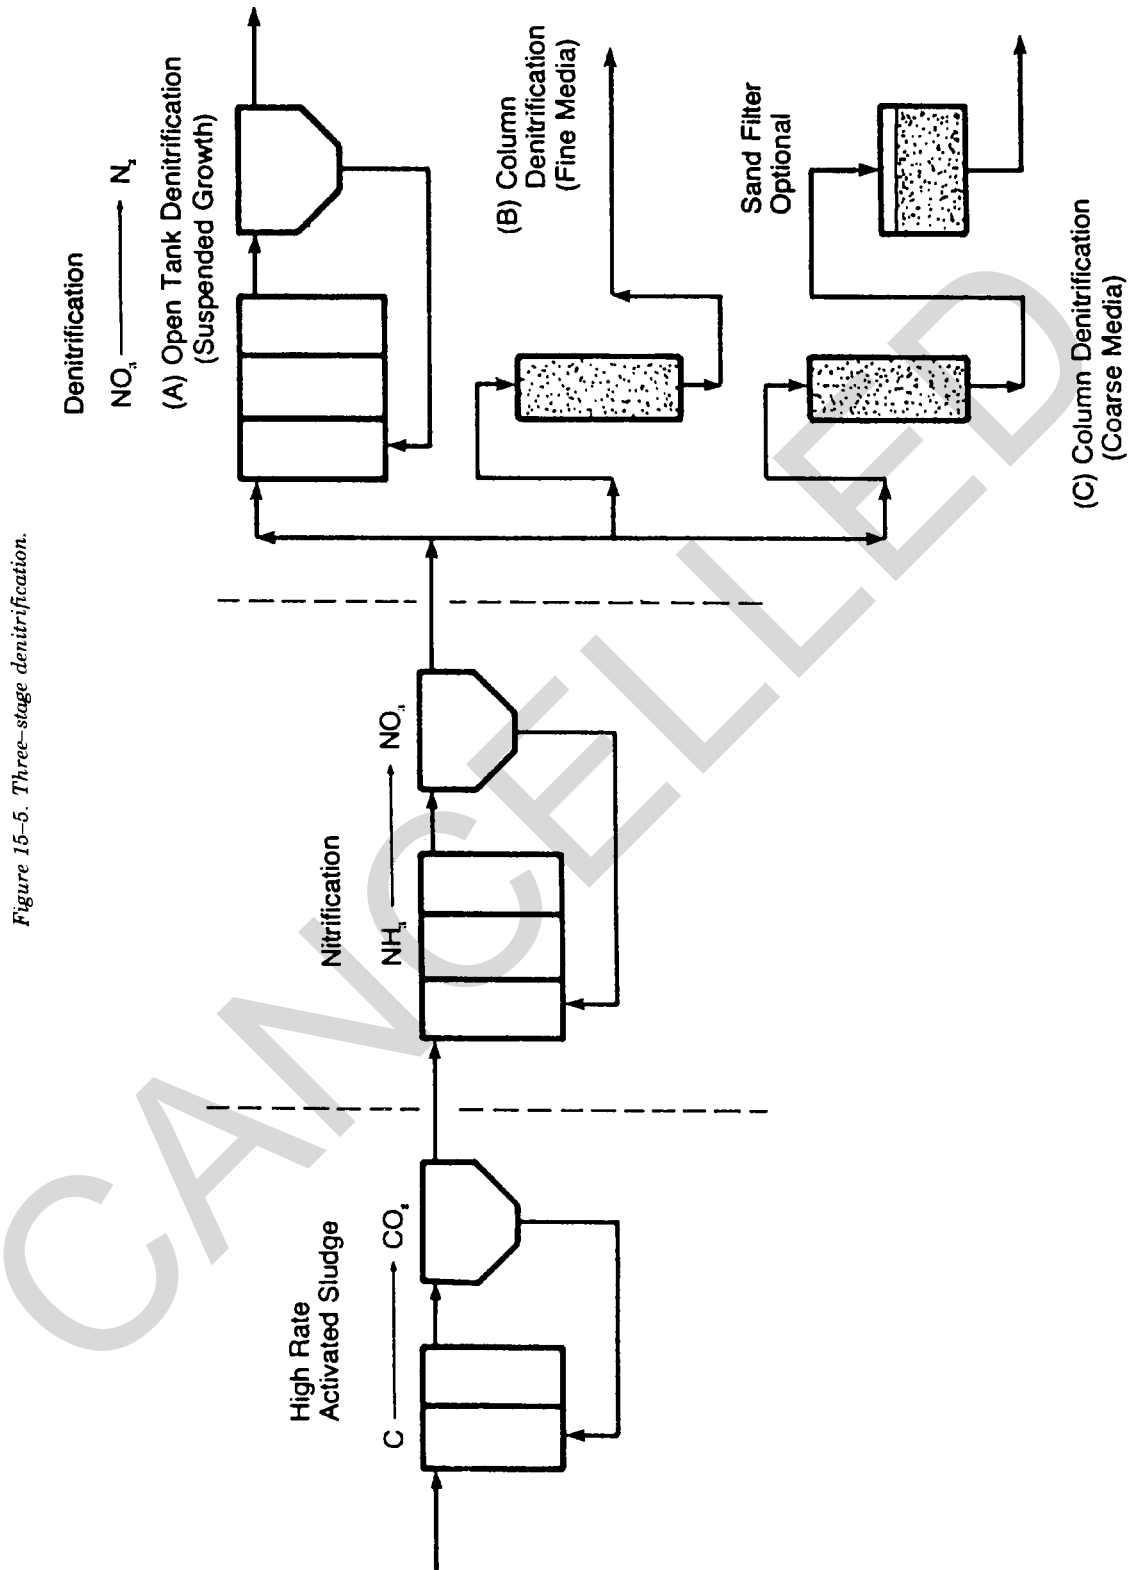 Figure 15–5. Three–stage denitrification.
High Rate
Activated Sludge
C CO₂
Nitrification
NH₃ NO₃
Denitrification
NO₃ N₂
(A) Open Tank Denitrification
(Suspended Growth)
(B) Column
Denitrification
(Fine Media)
Sand Filter
Optional
(C) Column Denitrification
(Coarse Media)
CANCELLED